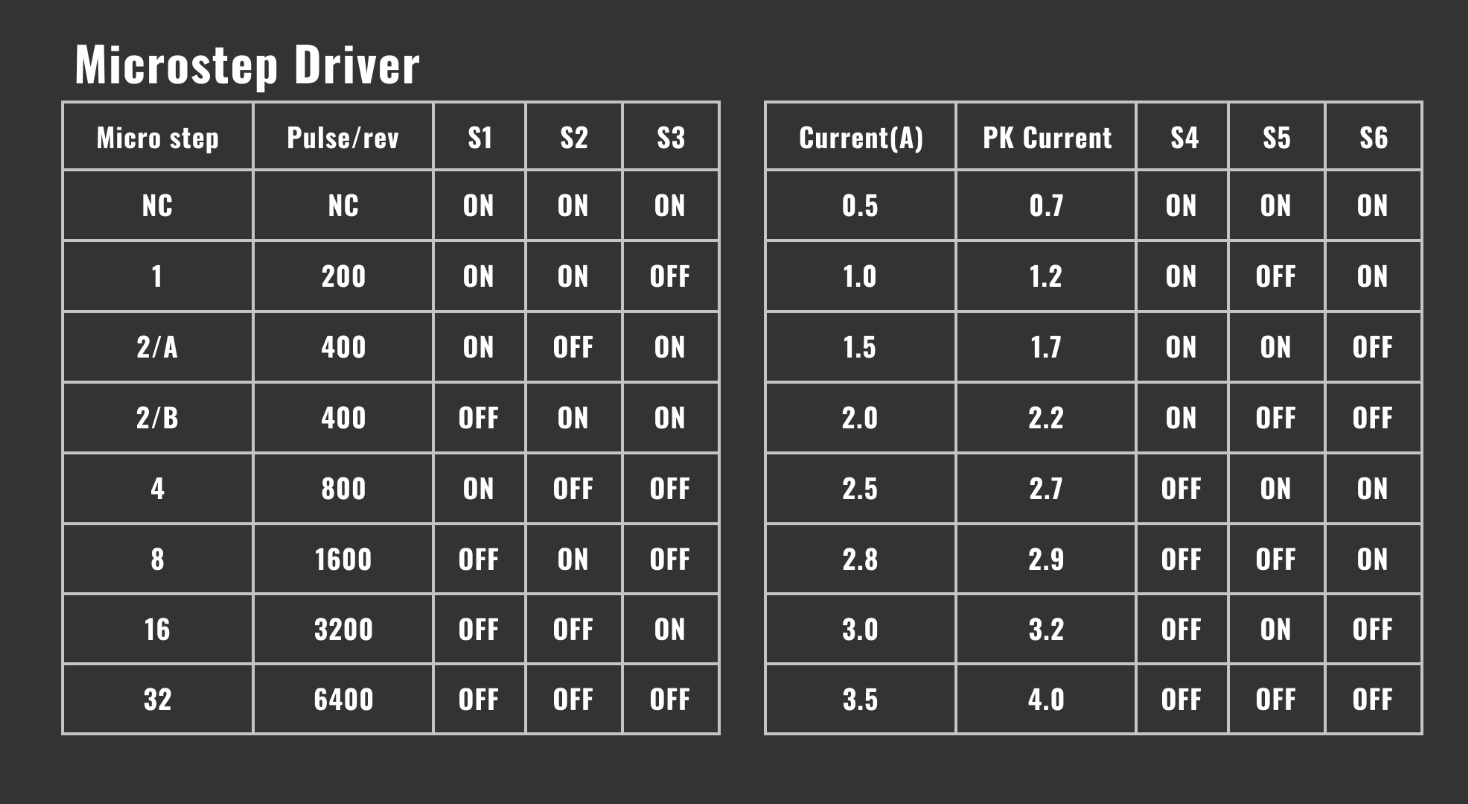 Microstep Driver
Micro step Pulse/rev S1 S2 S3
NC NC ON ON ON
1 200 ON ON OFF
2/A 400 ON OFF ON
2/B 400 OFF ON ON
4 800 ON OFF OFF
8 1600 OFF ON OFF
16 3200 OFF OFF ON
32 6400 OFF OFF OFF
Current(A) PK Current S4 S5 S6
0.5 0.7 ON ON ON
1.0 1.2 ON OFF ON
1.5 1.7 ON ON OFF
2.0 2.2 ON OFF OFF
2.5 2.7 OFF ON ON
2.8 2.9 OFF OFF ON
3.0 3.2 OFF ON OFF
3.5 4.0 OFF OFF OFF